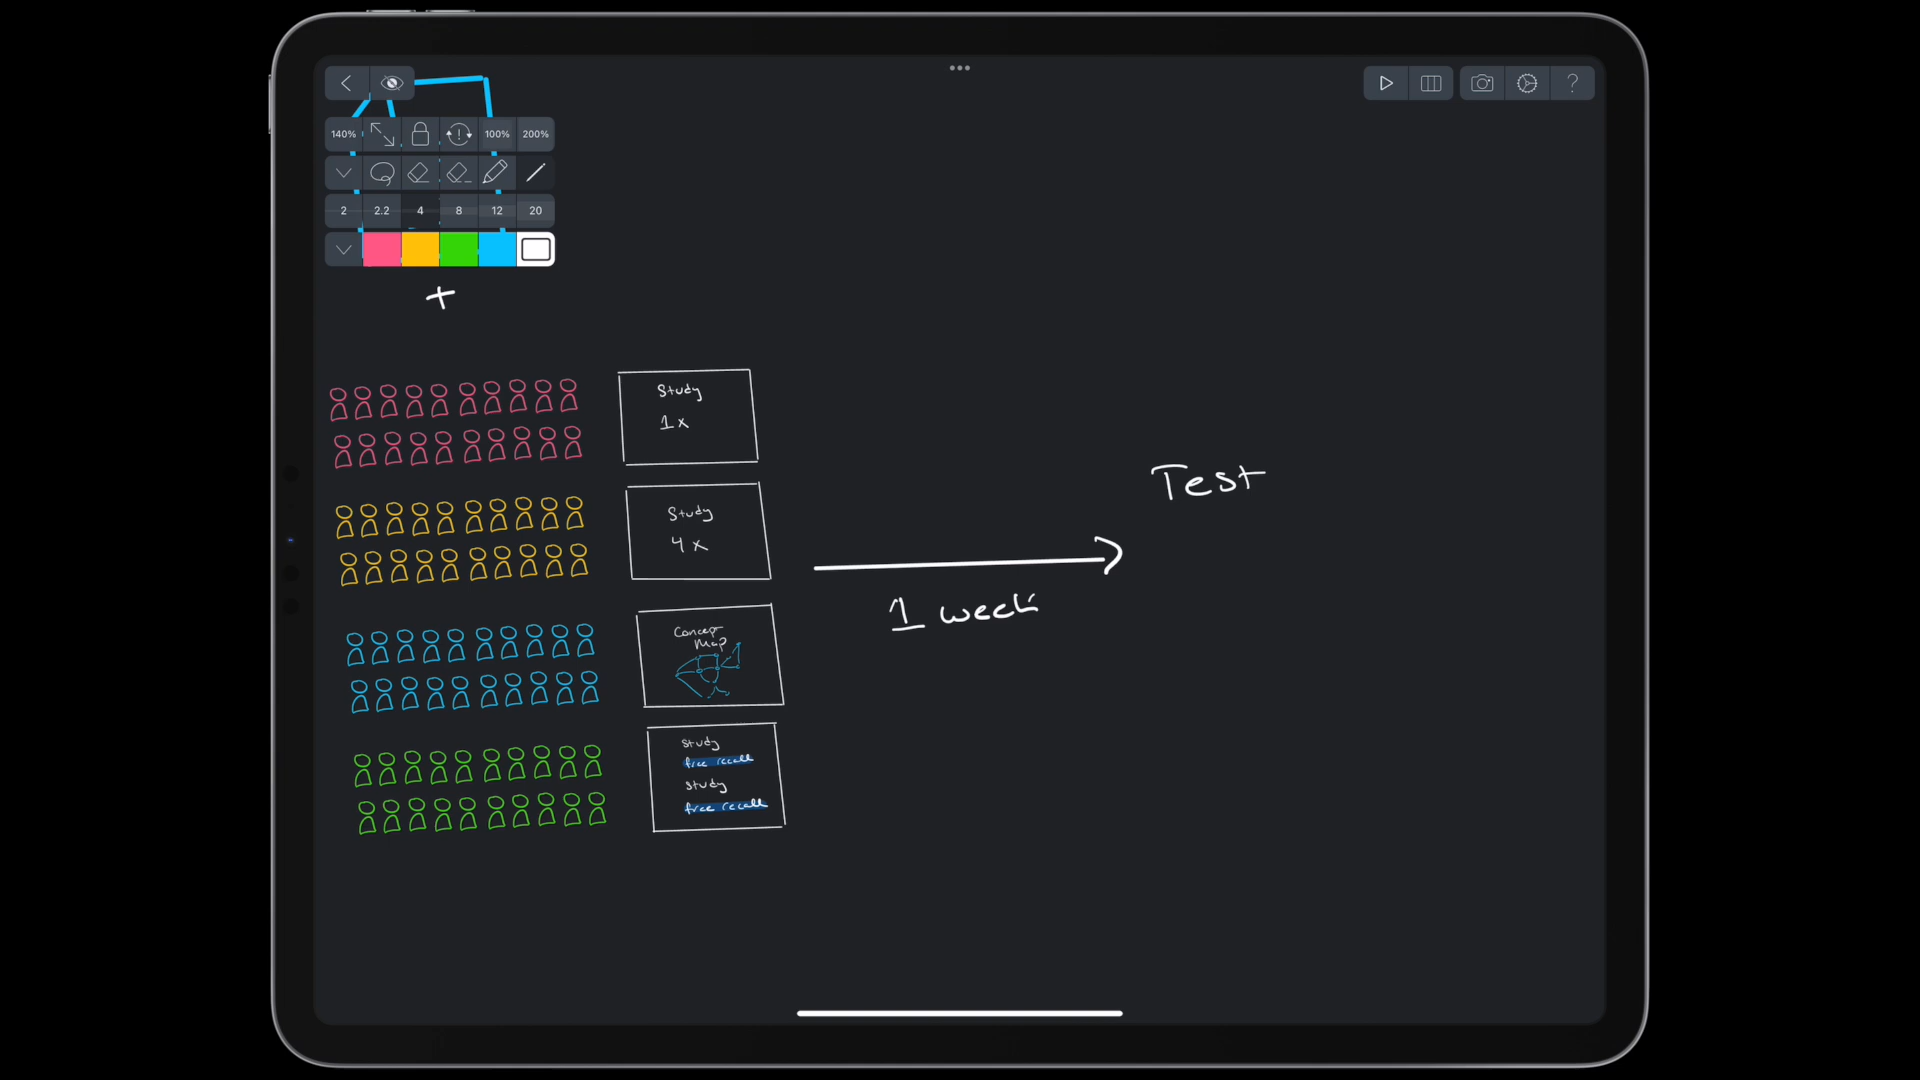 140% 100% 200%
2 2.2 4 8 12 20
+
Study
1x
Study
4x
Concept
Map
Study
free recall
Study
free recall
1 week
Test
?